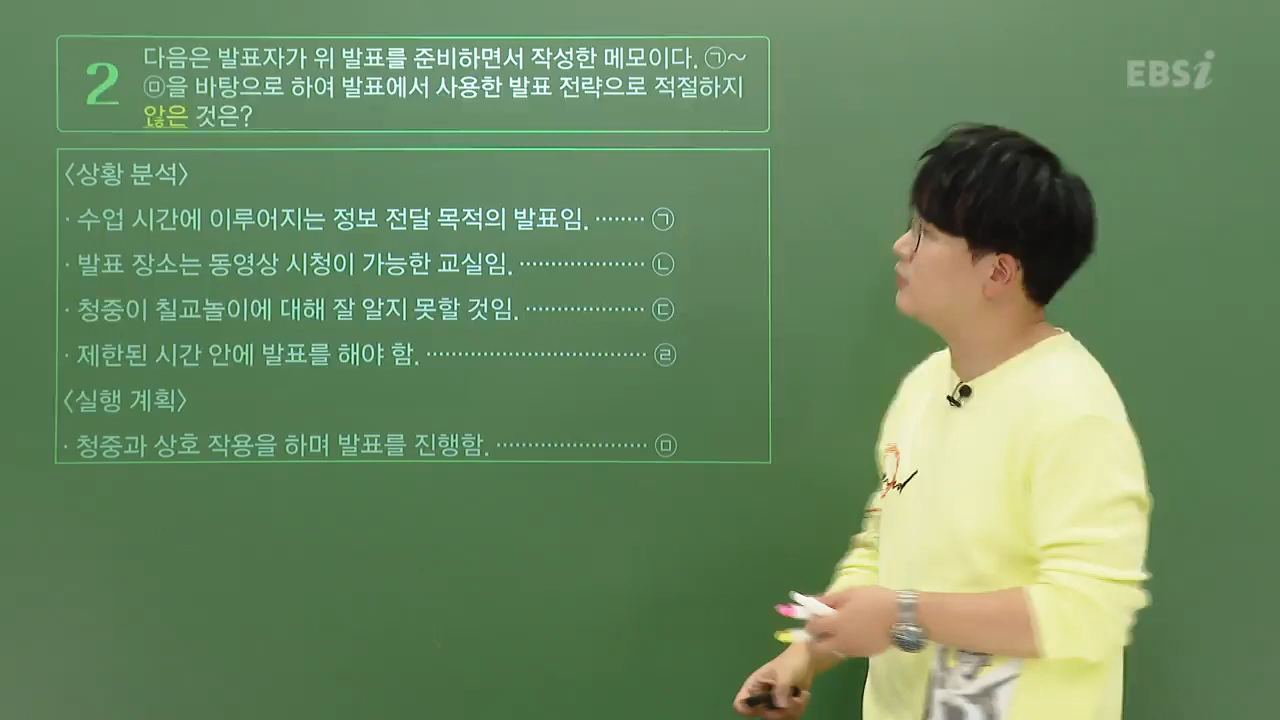 EBSi
2
다음은 발표자가 위 발표를 준비하면서 작성한 메모이다. ㉠~
㉤을 바탕으로 하여 발표에서 사용한 발표 전략으로 적절하지
않은 것은?
〈상황 분석〉
· 수업 시간에 이루어지는 정보 전달 목적의 발표임. ········ ㉠
· 발표 장소는 동영상 시청이 가능한 교실임. ···················· ㉡
· 청중이 칠교놀이에 대해 잘 알지 못할 것임. ··················· ㉢
· 제한된 시간 안에 발표를 해야 함. ··································· ㉣
〈실행 계획〉
· 청중과 상호 작용을 하며 발표를 진행함. ························ ㉤